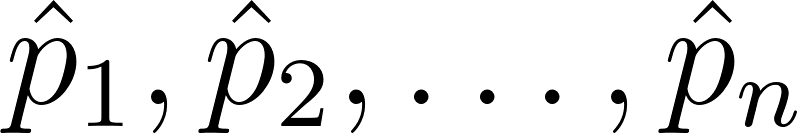 p̂₁, p̂₂, . . . , p̂ₙ